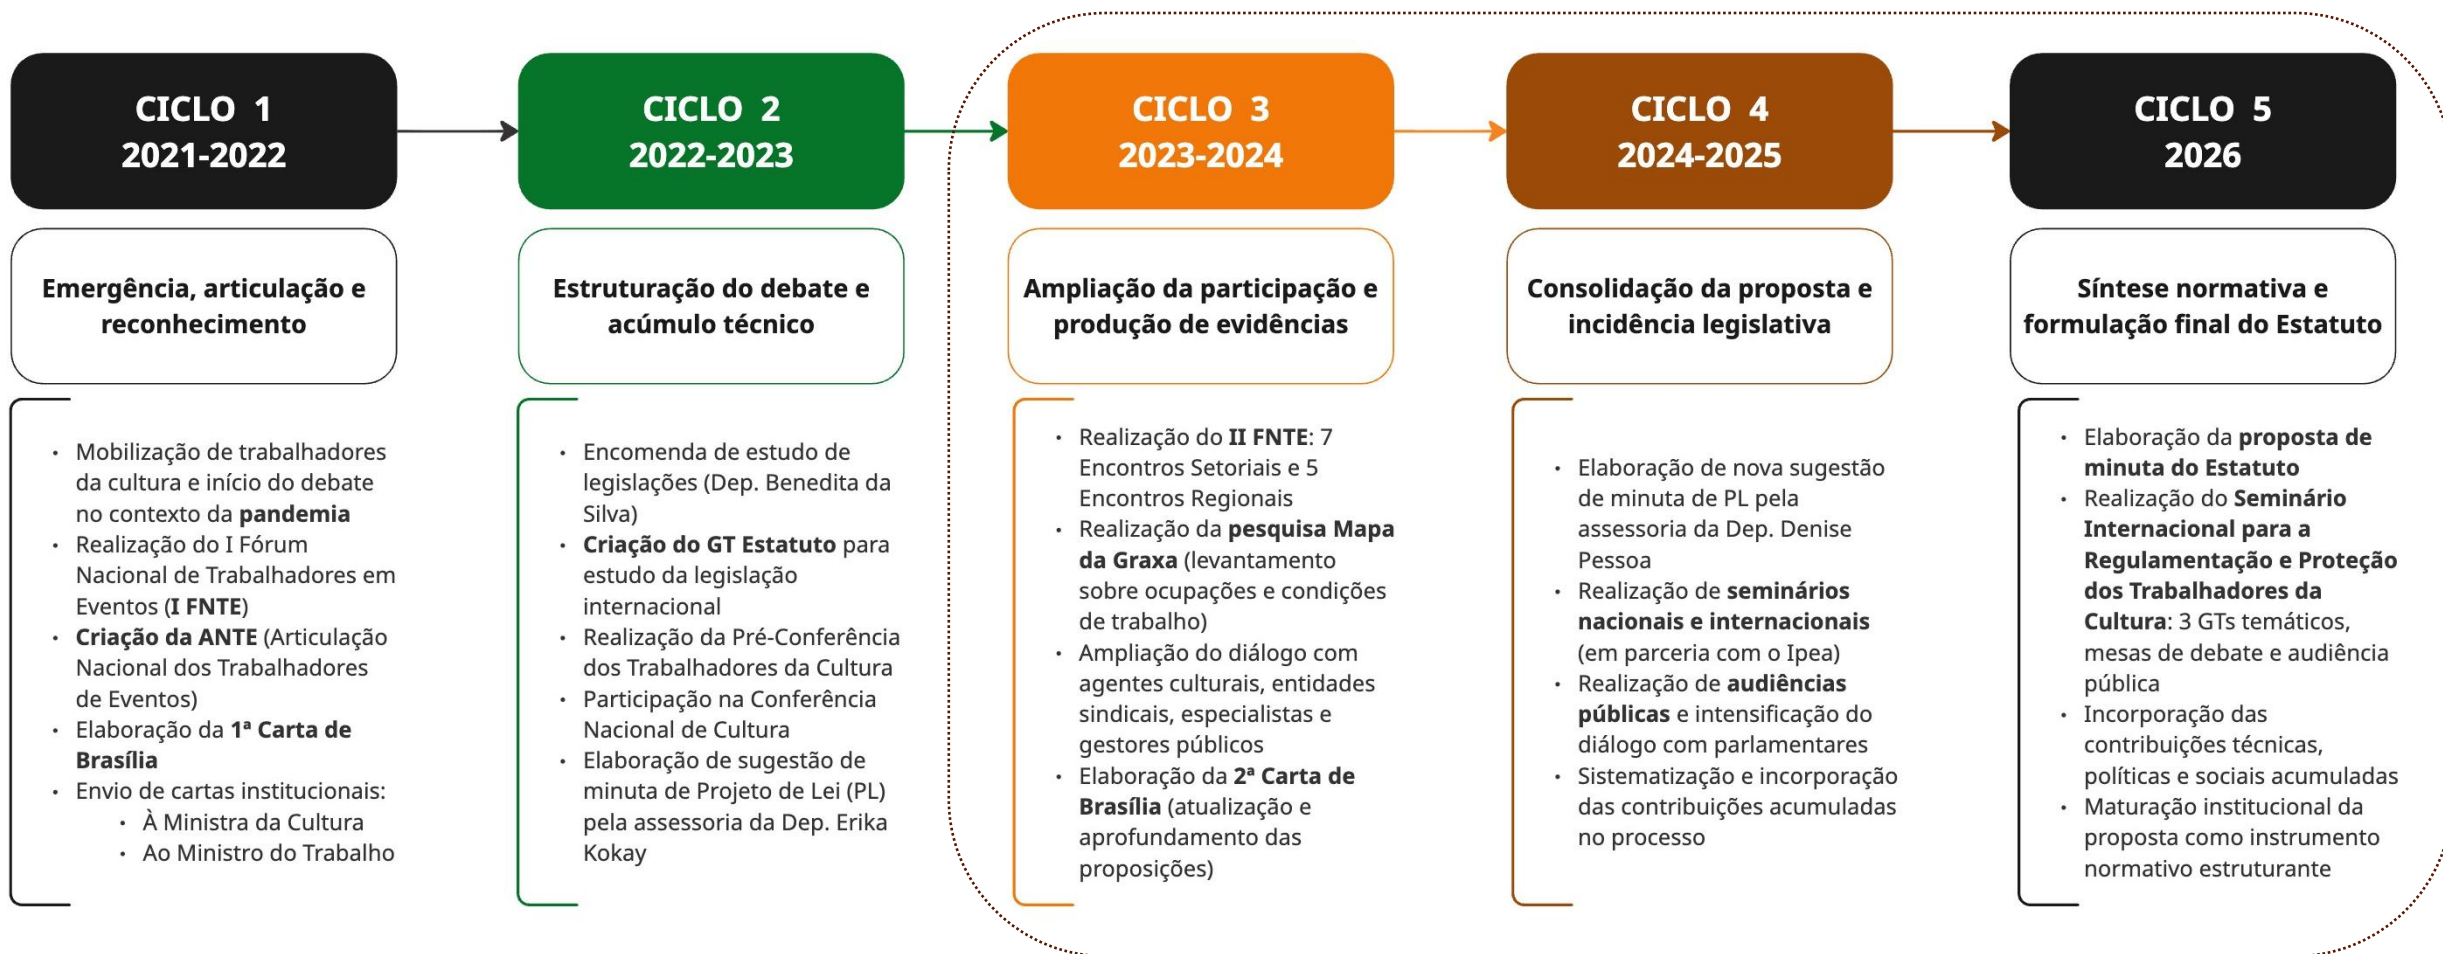 CICLO 1
2021-2022
Emergência, articulação e
reconhecimento
• Mobilização de trabalhadores
da cultura e início do debate
no contexto da pandemia
• Realização do I Fórum
Nacional de Trabalhadores em
Eventos (I FNTE)
• Criação da ANTE (Articulação
Nacional dos Trabalhadores
de Eventos)
• Elaboração da 1ª Carta de
Brasília
• Envio de cartas institucionais:
• À Ministra da Cultura
• Ao Ministro do Trabalho
CICLO 2
2022-2023
Estruturação do debate e
acúmulo técnico
• Encomenda de estudo de
legislações (Dep. Benedita da
Silva)
• Criação do GT Estatuto para
estudo da legislação
internacional
• Realização da Pré-Conferência
dos Trabalhadores da Cultura
• Participação na Conferência
Nacional de Cultura
• Elaboração de sugestão de
minuta de Projeto de Lei (PL)
pela assessoria da Dep. Erika
Kokay
CICLO 3
2023-2024
Ampliação da participação e
produção de evidências
• Realização do II FNTE: 7
Encontros Setoriais e 5
Encontros Regionais
• Realização da pesquisa Mapa
da Graxa (levantamento
sobre ocupações e condições
de trabalho)
• Ampliação do diálogo com
agentes culturais, entidades
sindicais, especialistas e
gestores públicos
• Elaboração da 2ª Carta de
Brasília (atualização e
aprofundamento das
proposições)
CICLO 4
2024-2025
Consolidação da proposta e
incidência legislativa
• Elaboração de nova sugestão
de minuta de PL pela
assessoria da Dep. Denise
Pessoa
• Realização de seminários
nacionais e internacionais
(em parceria com o Ipea)
• Realização de audiências
públicas e intensificação do
diálogo com parlamentares
• Sistematização e incorporação
das contribuições acumuladas
no processo
CICLO 5
2026
Síntese normativa e
formulação final do Estatuto
• Elaboração da proposta de
minuta do Estatuto
• Realização do Seminário
Internacional para a
Regulamentação e Proteção
dos Trabalhadores da
Cultura: 3 GTs temáticos,
mesas de debate e audiência
pública
• Incorporação das
contribuições técnicas,
políticas e sociais acumuladas
• Maturação institucional da
proposta como instrumento
normativo estruturante